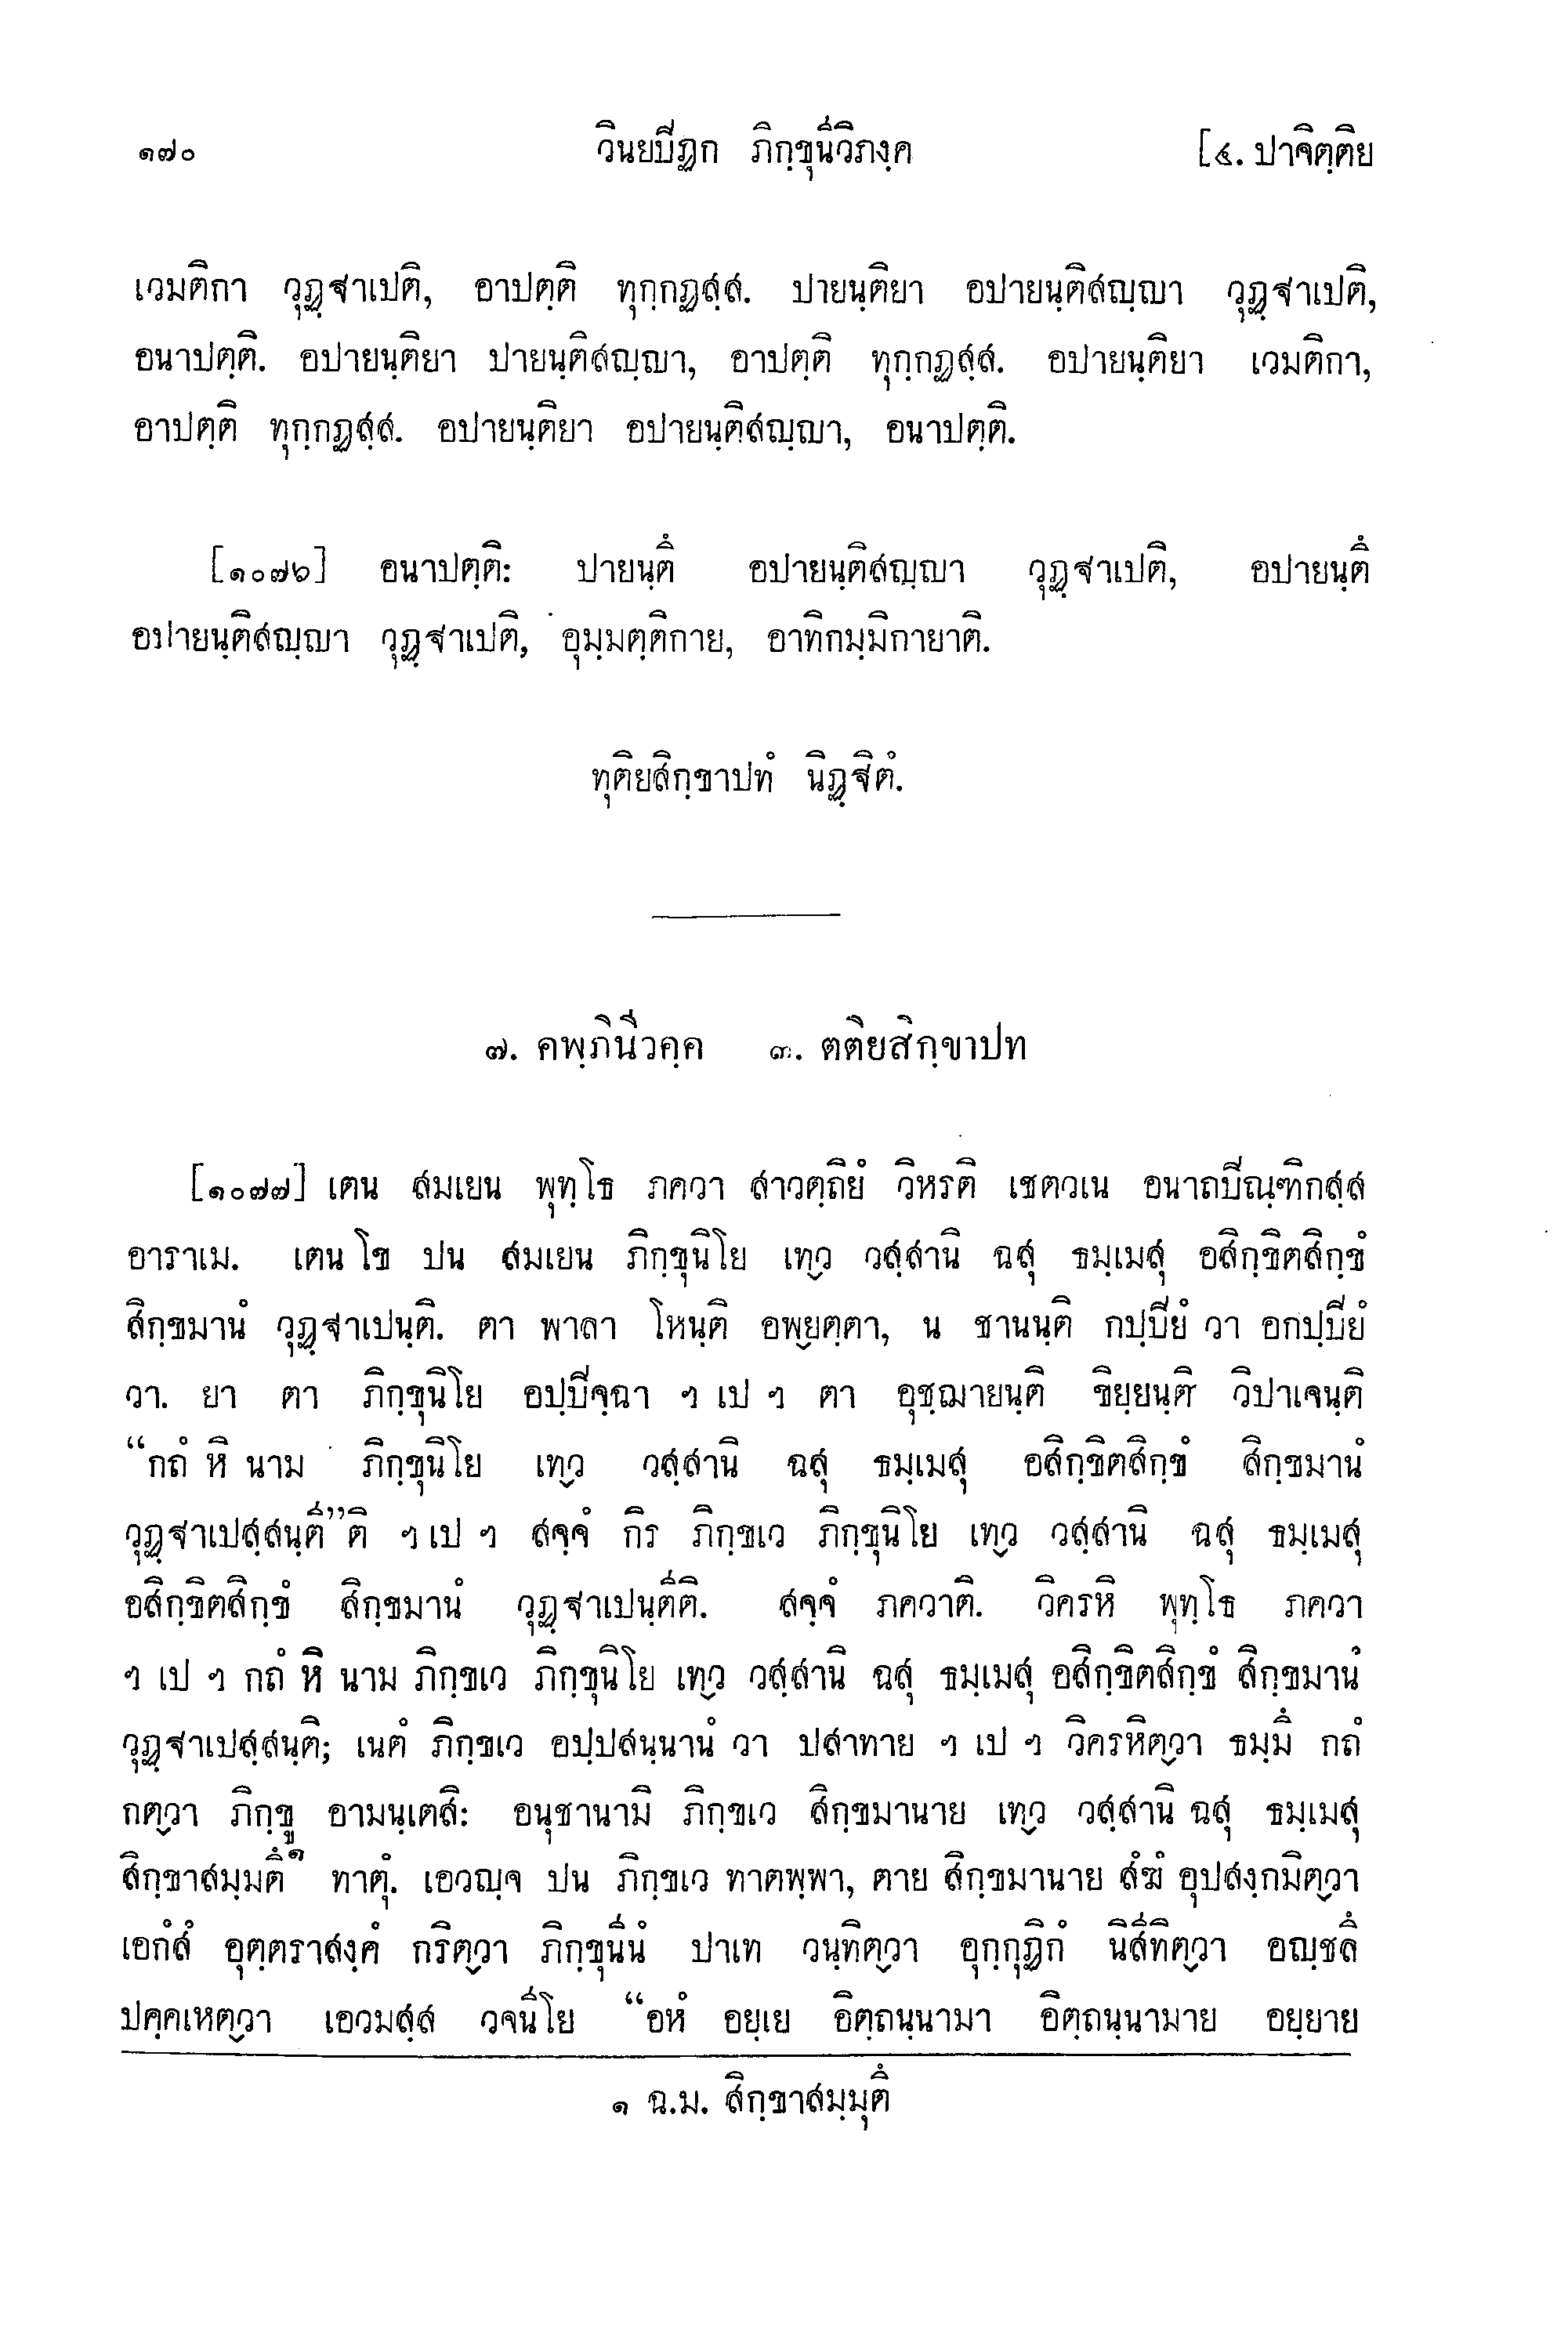 ๑๗๐ วินยปีฏก ภิกฺขุนีวิภงฺค [๔. ปาจิตฺติย
เวมติกา วุฏฺฐาเปติ, อาปตฺติ ทุกฺกฏสฺส. ปายนฺติยา อปายนฺติสญฺญา วุฏฺฐาเปติ,
อนาปตฺติ. อปายนฺติยา ปายนฺติสญฺญา, อาปตฺติ ทุกฺกฏสฺส. อปายนฺติยา เวมติกา,
อาปตฺติ ทุกฺกฏสฺส. อปายนฺติยา อปายนฺติสญฺญา, อนาปตฺติ.
[๑๐๗๖] อนาปตฺติ: ปายนฺตึ อปายนฺติสญฺญา วุฏฺฐาเปติ, อปายนฺตึ
อปายนฺติสญฺญา วุฏฺฐาเปติ, อุมฺมตฺติกาย, อาทิกมฺมิกายาติ.
ทุติยสิกฺขาปทํ นิฏฺฐิตํ.
๗. คพฺภินีวคฺค ๓. ตติยสิกฺขาปท
[๑๐๗๗] เตน สมเยน พุทฺโธ ภควา สาวตฺถิยํ วิหรติ เชตวเน อนาถปีณฺฑิกสฺส
อาราเม. เตน โข ปน สมเยน ภิกฺขุนิโย เทฺว วสฺสานิ ฉสุ ธมฺเมสุ อสิกฺขิตสิกฺขํ
สิกฺขมานํ วุฏฺฐาเปนฺติ. ตา พาลา โหนฺติ อพฺยตฺตา, น ชานนฺติ กปฺปียํ วา อกปฺปียํ
วา. ยา ตา ภิกฺขุนิโย อปฺปีจฺฉา ฯ เป ฯ ตา อุชฺฌายนฺติ ขิยฺยนฺติ วิปาเจนฺติ
“กถํ หิ นาม ภิกฺขุนิโย เทฺว วสฺสานิ ฉสุ ธมฺเมสุ อสิกฺขิตสิกฺขํ สิกฺขมานํ
วุฏฺฐาเปสฺสนฺตี”ติ ฯ เป ฯ สจฺจํ กิร ภิกฺขเว ภิกฺขุนิโย เทฺว วสฺสานิ ฉสุ ธมฺเมสุ
อสิกฺขิตสิกฺขํ สิกฺขมานํ วุฏฺฐาเปนฺตีติ. สจฺจํ ภควาติ. วิครหิ พุทฺโธ ภควา
ฯ เป ฯ กถํ หิ นาม ภิกฺขเว ภิกฺขุนิโย เทฺว วสฺสานิ ฉสุ ธมฺเมสุ อสิกฺขิตสิกฺขํ สิกฺขมานํ
วุฏฺฐาเปสฺสนฺติ; เนตํ ภิกฺขเว อปฺปสนฺนานํ วา ปสาทาย ฯ เป ฯ วิครหิตฺวา ธมฺมึ กถํ
กตฺวา ภิกฺขู อามนฺเตสิ: อนุชานามิ ภิกฺขเว สิกฺขมานาย เทฺว วสฺสานิ ฉสุ ธมฺเมสุ
สิกฺขาสมฺมตึ๑ ทาตุํ. เอวญฺจ ปน ภิกฺขเว ทาตพฺพา, ตาย สิกฺขมานาย สํฆํ อุปสงฺกมิตฺวา
เอกํสํ อุตฺตราสงฺคํ กริตฺวา ภิกฺขุนีนํ ปาเท วนฺทิตฺวา อุกฺกุฏิกํ นิสีทิตฺวา อญฺชลึ
ปคฺคเหตฺวา เอวมสฺส วจนีโย “อหํ อยฺเย อิตฺถนฺนามา อิตฺถนฺนามาย อยฺยาย
๑ ฉ.ม. สิกฺขาสมฺมุตึ